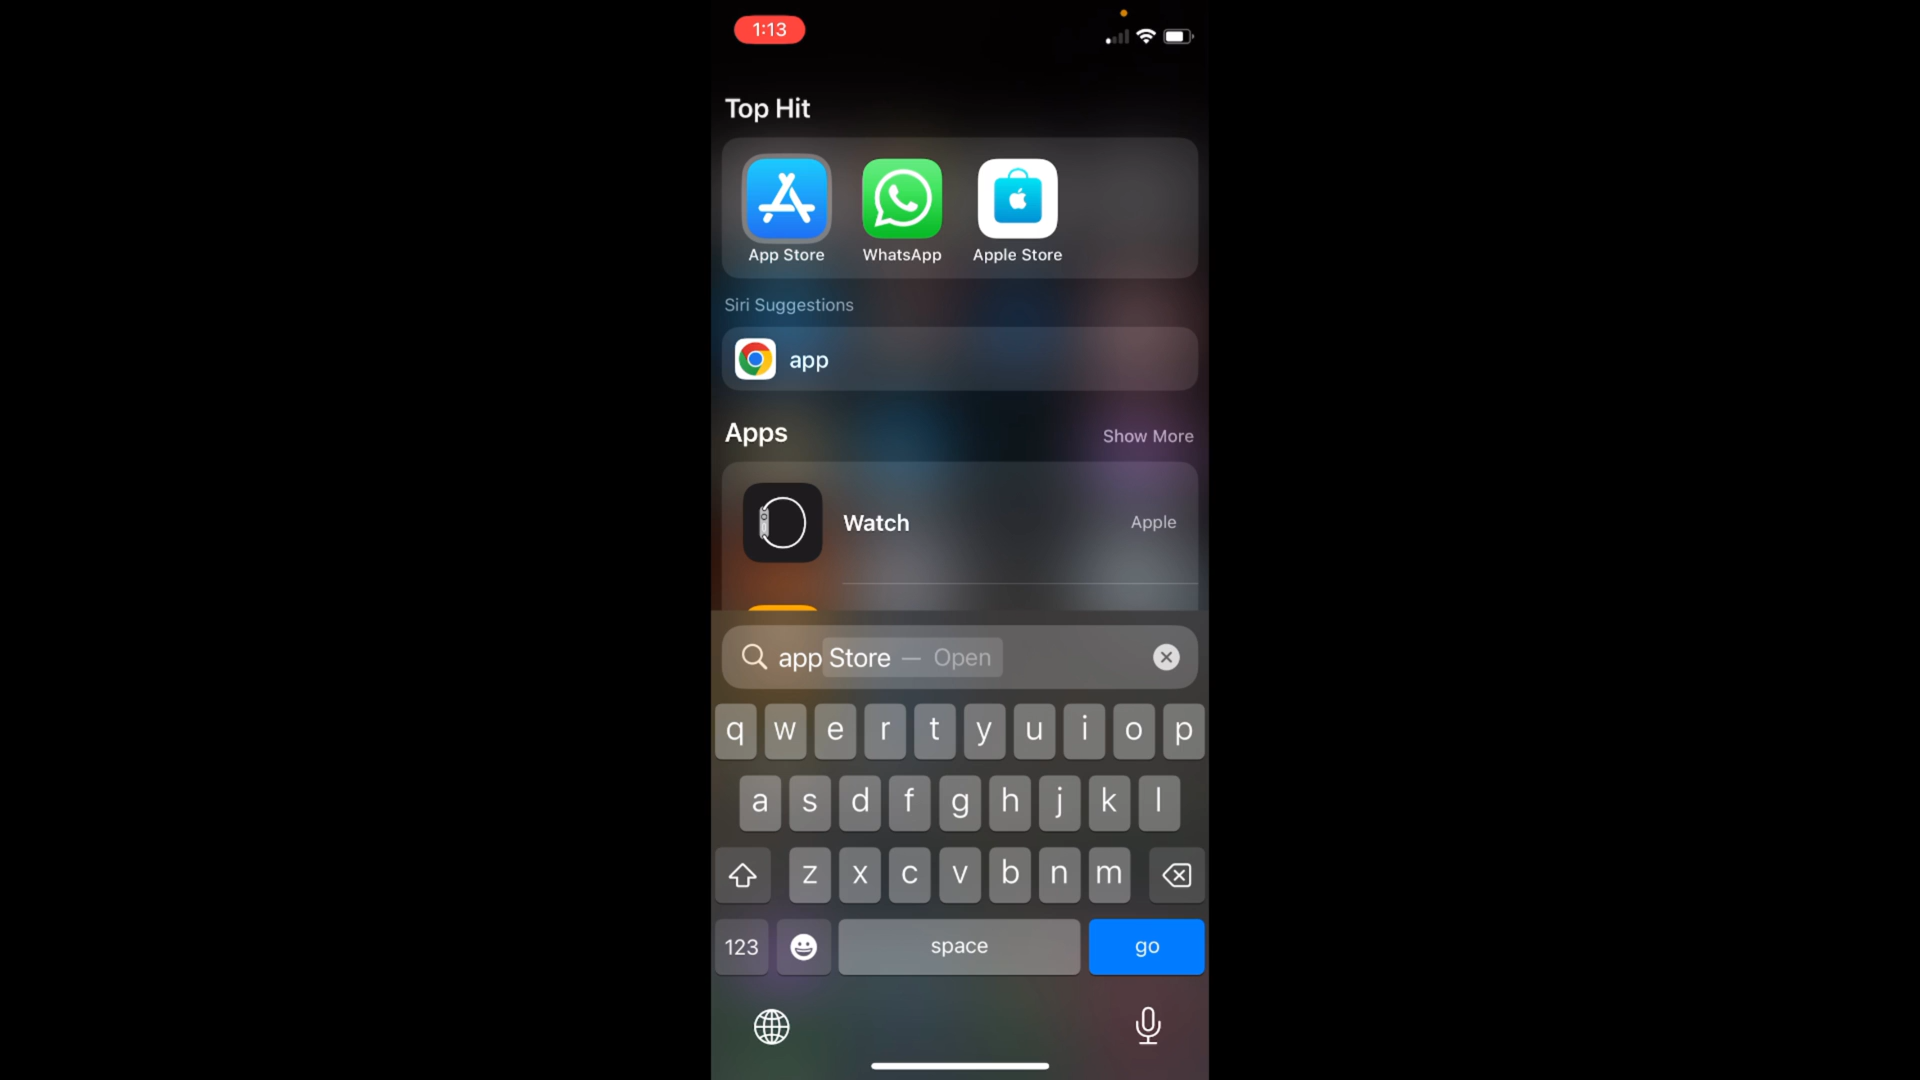 1:13
Top Hit
App Store
WhatsApp
Apple Store
Siri Suggestions
app
Apps
Show More
Watch
Apple
app Store — Open
q w e r t y u i o p
a s d f g h j k l
z x c v b n m
123
space
go